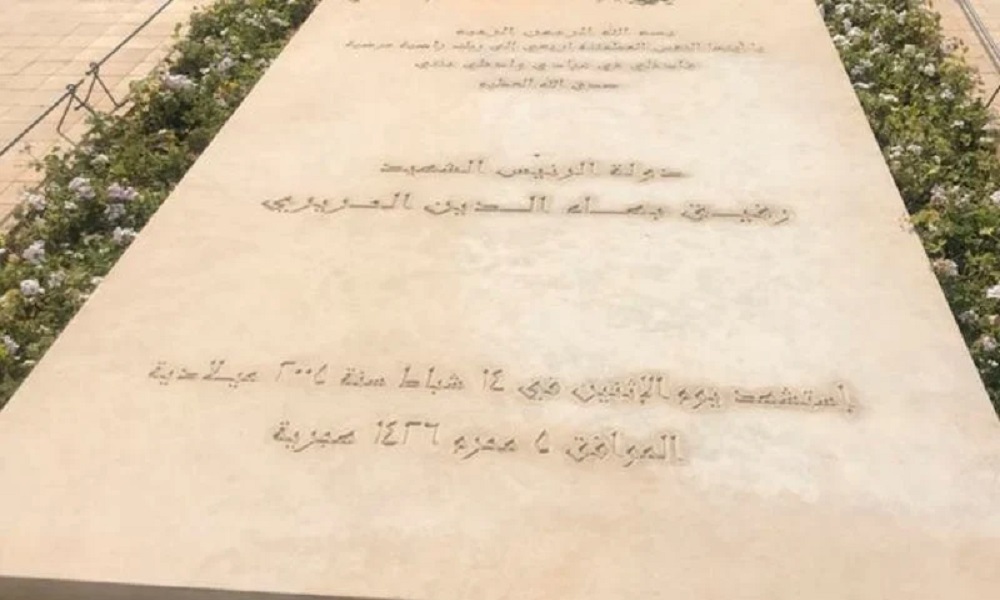 بسم الله الرحمن الرحيم
يا أيتها النفس المطمئنة ارجعي إلى ربك راضية مرضية
فادخلي في عبادي وادخلي جنتي
صدق الله العظيم
دولة الرئيس الشهيد
رفيق بهاء الدين الحريري
إستشهد يوم الإثنين في ١٤ شباط سنة ٢٠٠٥ ميلادية
الموافق ٥ محرم ١٤٢٦ هجرية